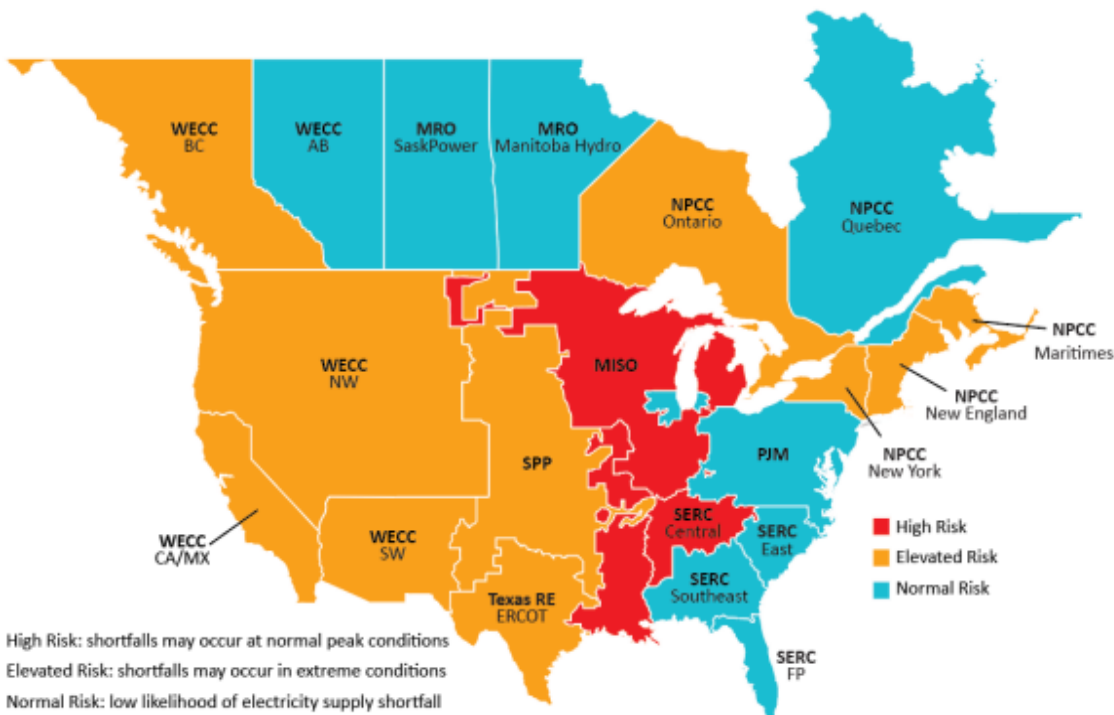 WECC
BC
WECC
AB
MRO
SaskPower
MRO
Manitoba Hydro
NPCC
Ontario
NPCC
Quebec
NPCC
Maritimes
NPCC
New England
NPCC
New York
WECC
NW
MISO
SPP
PJM
WECC
CA/MX
WECC
SW
SERC
Central
SERC
East
SERC
Southeast
Texas RE
ERCOT
SERC
FP
High Risk
Elevated Risk
Normal Risk
High Risk: shortfalls may occur at normal peak conditions
Elevated Risk: shortfalls may occur in extreme conditions
Normal Risk: low likelihood of electricity supply shortfall